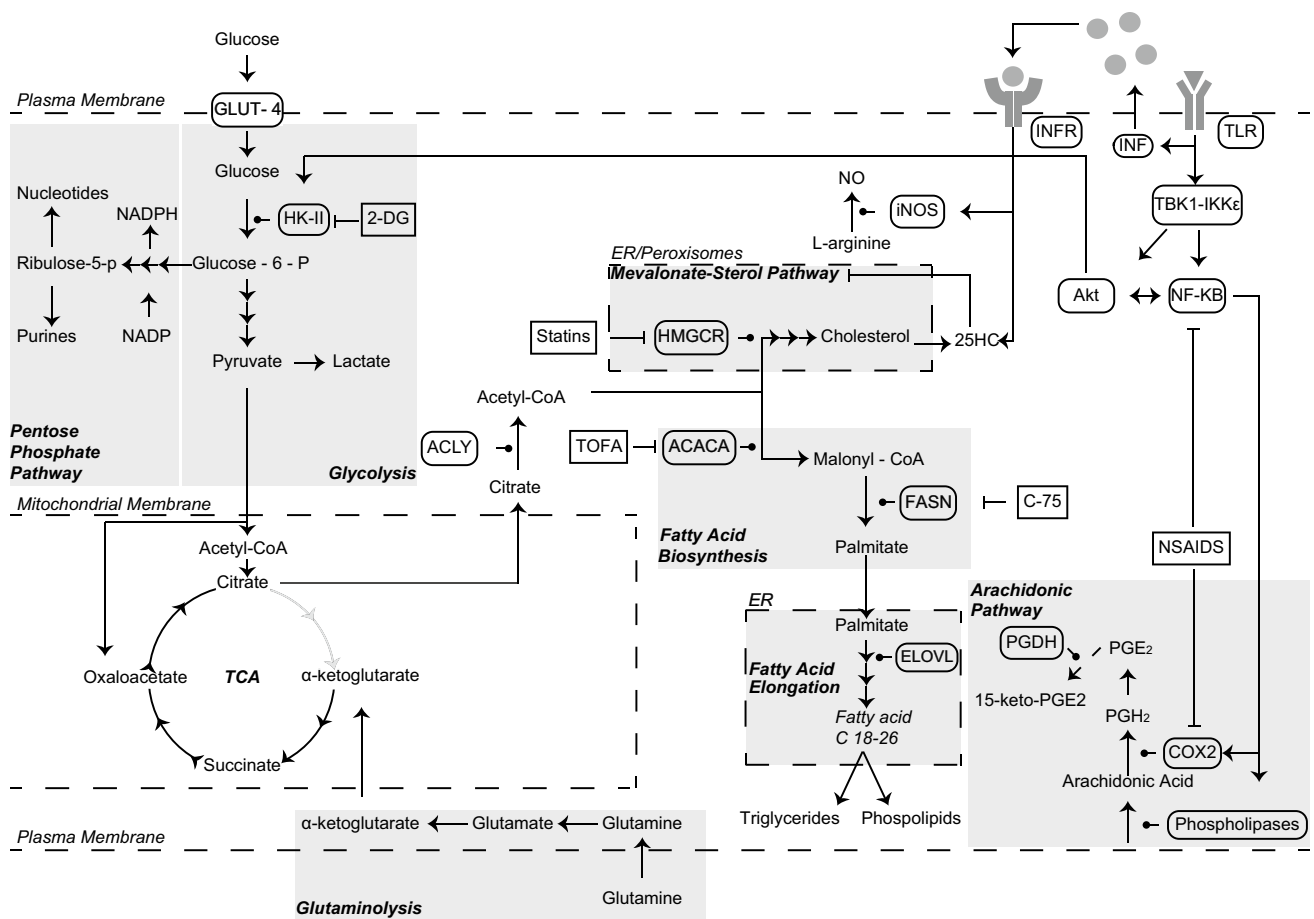 Glucose
Plasma Membrane
GLUT- 4
INFR
INF
TLR
Glucose
NO
Nucleotides
NADPH
HK-II
2-DG
iNOS
TBK1-IKKε
L-arginine
ER/Peroxisomes
Ribulose-5-p
Glucose - 6 - P
Mevalonate-Sterol Pathway
Akt
NF-KB
Purines
NADP
Statins
HMGCR
Cholesterol
25HC
Pyruvate
Lactate
Acetyl-CoA
Pentose
Phosphate
Pathway
Glycolysis
ACLY
TOFA
ACACA
Malonyl - CoA
Citrate
Mitochondrial Membrane
FASN
C-75
Acetyl-CoA
Fatty Acid
Biosynthesis
Palmitate
NSAIDS
Citrate
ER
Arachidonic
Pathway
Palmitate
PGDH
PGE2
Oxaloacetate
TCA
α-ketoglutarate
Fatty Acid
Elongation
ELOVL
15-keto-PGE2
Fatty acid
C 18-26
PGH2
Succinate
COX2
Arachidonic Acid
Triglycerides
Phospolipids
Plasma Membrane
α-ketoglutarate
Glutamate
Glutamine
Phospholipases
Glutamine
Glutaminolysis